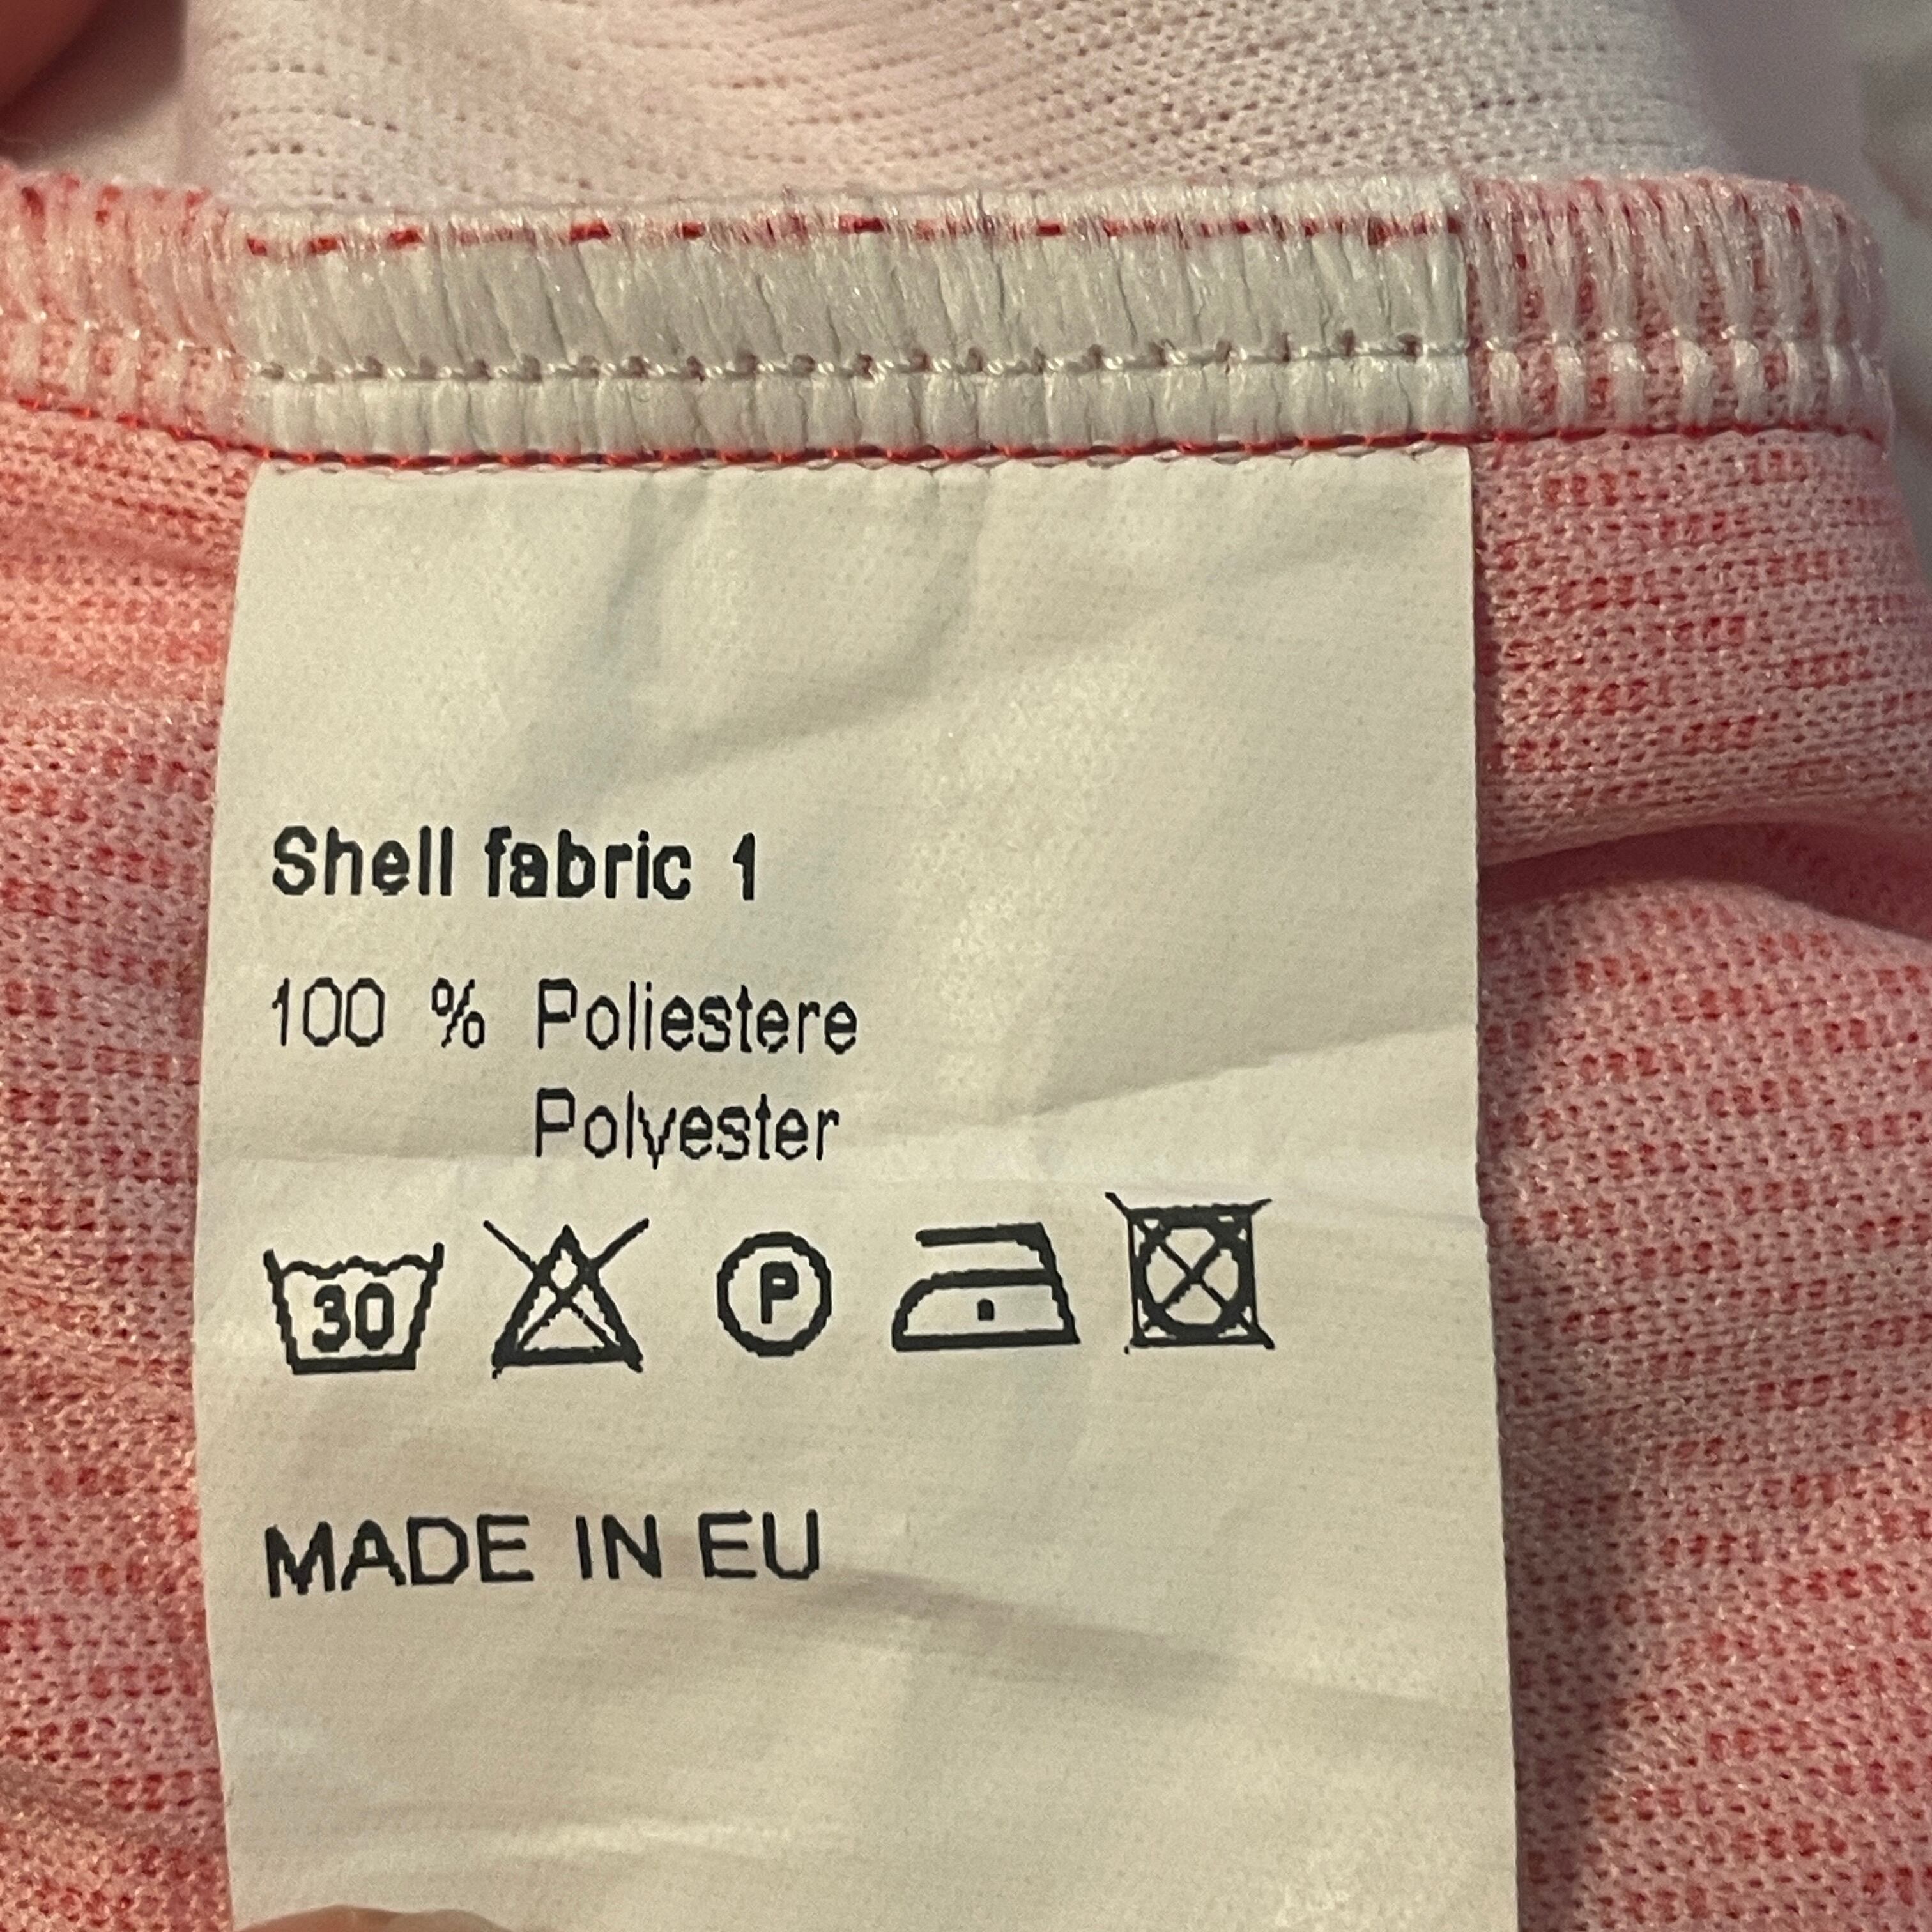 Shell fabric 1
100 % Poliestere
Polyester
30 P
MADE IN EU